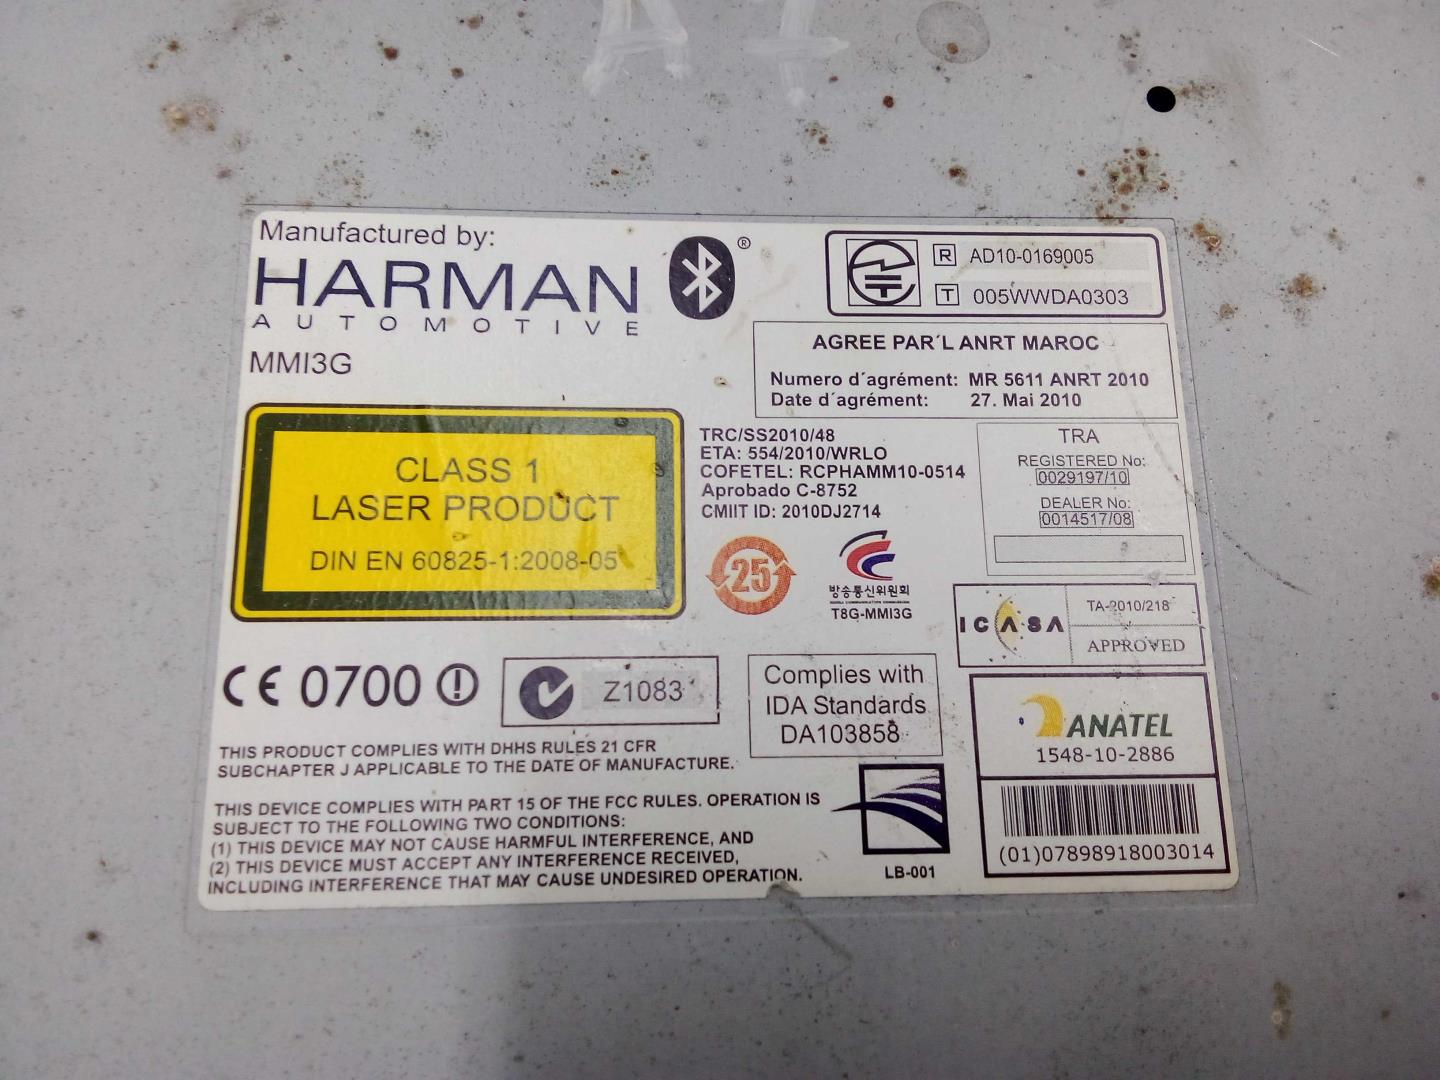 A1
Manufactured by:
HARMAN
AUTOMOTIVE
®
MMI3G
R AD10-0169005
T 005WWDA0303
AGREE PAR´L ANRT MAROC
Numero d´agrément: MR 5611 ANRT 2010
Date d´agrément: 27. Mai 2010
CLASS 1
LASER PRODUCT
DIN EN 60825-1:2008-05
TRC/SS2010/48
ETA: 554/2010/WRLO
COFETEL: RCPHAMM10-0514
Aprobado C-8752
CMIIT ID: 2010DJ2714
TRA
REGISTERED No:
0029197/10
DEALER No:
0014517/08
25
방송통신위원회
T8G-MMI3G
ICASA
TA-2010/218
APPROVED
CE 0700
Z1083
Complies with
IDA Standards
DA103858
ANATEL
1548-10-2886
(01)07898918003014
THIS PRODUCT COMPLIES WITH DHHS RULES 21 CFR
SUBCHAPTER J APPLICABLE TO THE DATE OF MANUFACTURE.
THIS DEVICE COMPLIES WITH PART 15 OF THE FCC RULES. OPERATION IS
SUBJECT TO THE FOLLOWING TWO CONDITIONS:
(1) THIS DEVICE MAY NOT CAUSE HARMFUL INTERFERENCE, AND
(2) THIS DEVICE MUST ACCEPT ANY INTERFERENCE RECEIVED,
INCLUDING INTERFERENCE THAT MAY CAUSE UNDESIRED OPERATION.
LB-001